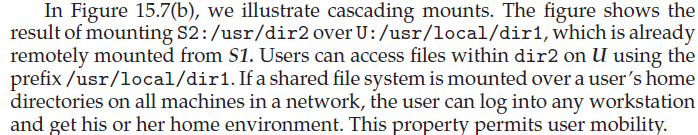 In Figure 15.7(b), we illustrate cascading mounts. The figure shows the
result of mounting S2:/usr/dir2 over U:/usr/local/dir1, which is already
remotely mounted from S1. Users can access files within dir2 on U using the
prefix /usr/local/dir1. If a shared file system is mounted over a user's home
directories on all machines in a network, the user can log into any workstation
and get his or her home environment. This property permits user mobility.